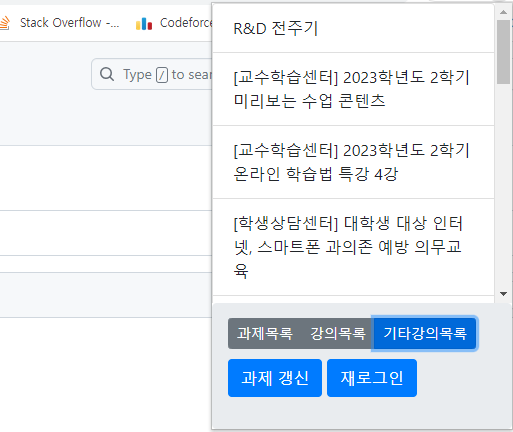 Stack Overflow -...
Codeforce
Type / to sear
R&D 전주기
[교수학습센터] 2023학년도 2학기
미리보는 수업 콘텐츠
[교수학습센터] 2023학년도 2학기
온라인 학습법 특강 4강
[학생상담센터] 대학생 대상 인터
넷, 스마트폰 과의존 예방 의무교
육
과제목록 강의목록 기타강의목록
과제 갱신 재로그인